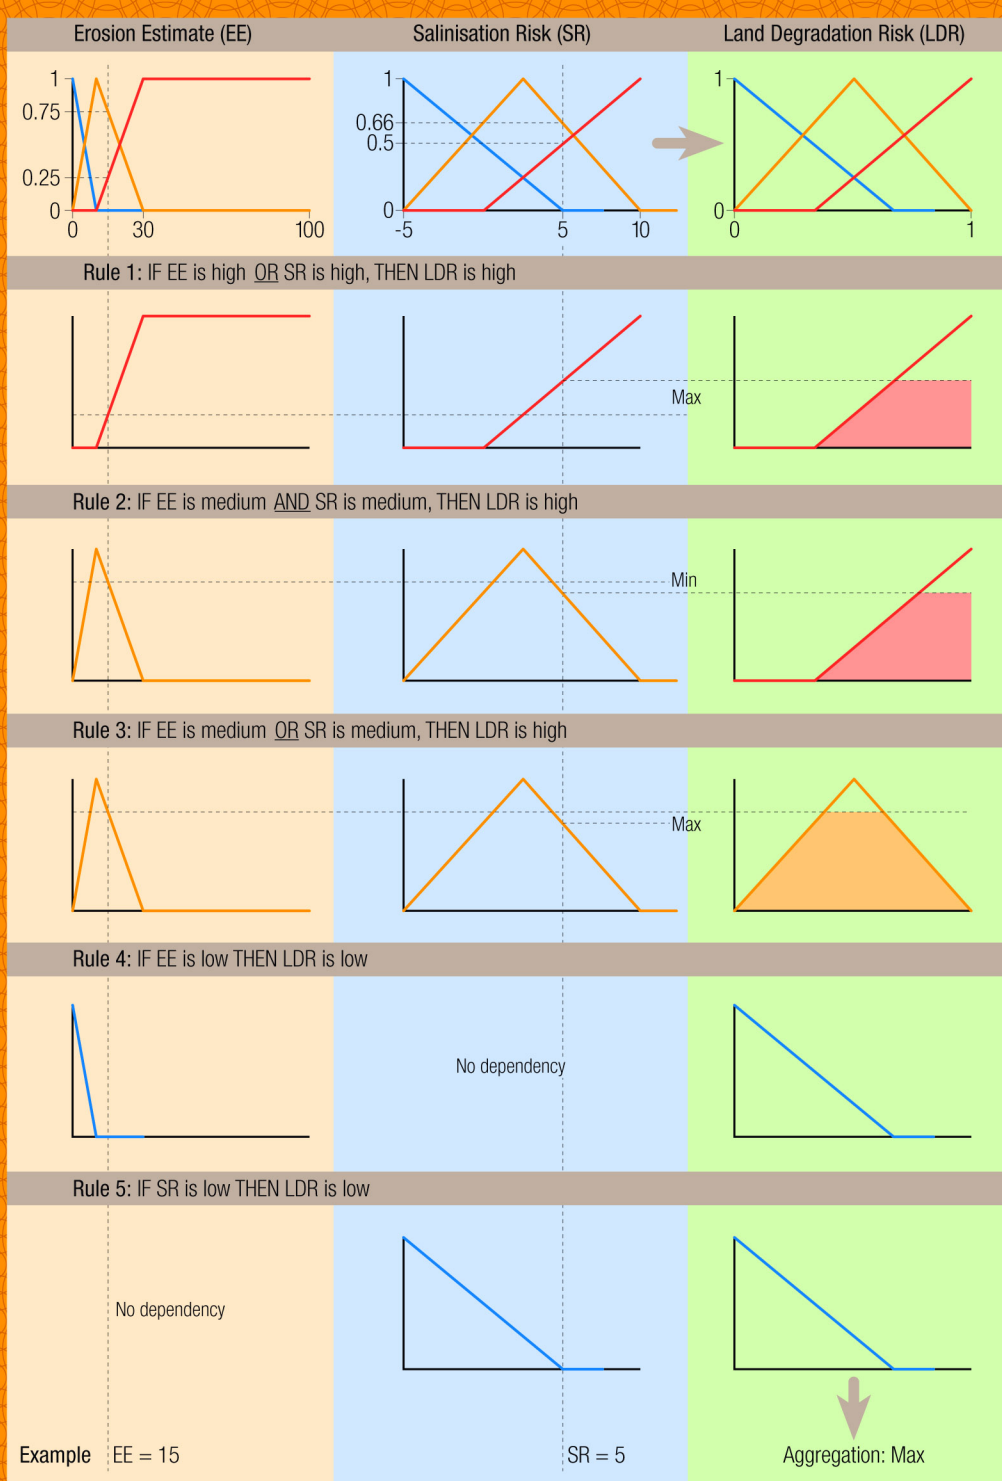 Erosion Estimate (EE)
Salinisation Risk (SR)
Land Degradation Risk (LDR)
1
0.75
0.25
0
0
30
100
1
0.66
0.5
0
-5
5
10
1
0
0
1
Rule 1: IF EE is high OR SR is high, THEN LDR is high
Max
Rule 2: IF EE is medium AND SR is medium, THEN LDR is high
Min
Rule 3: IF EE is medium OR SR is medium, THEN LDR is high
Max
Rule 4: IF EE is low THEN LDR is low
No dependency
Rule 5: IF SR is low THEN LDR is low
No dependency
Example EE = 15
SR = 5
Aggregation: Max